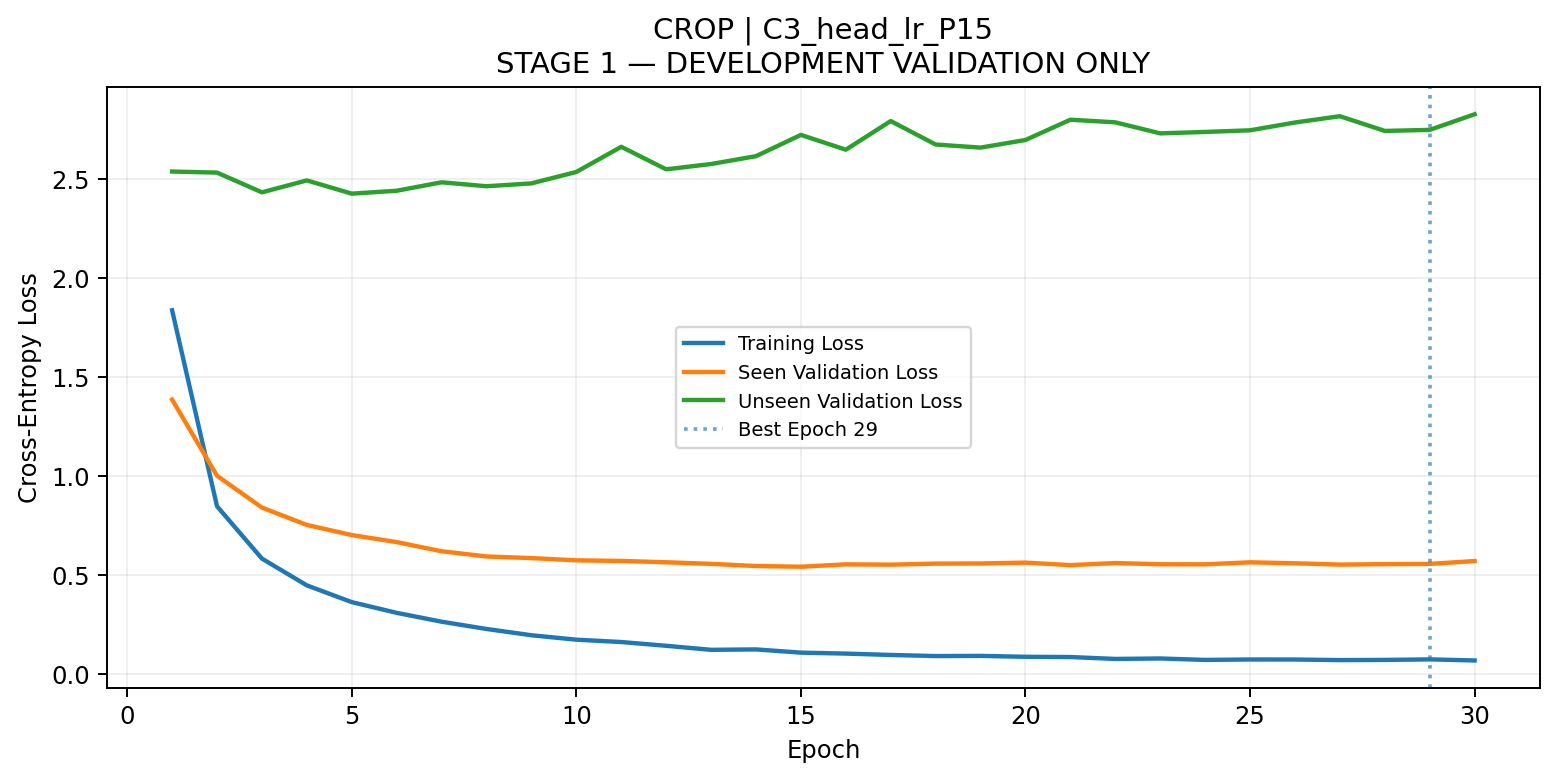 CROP | C3_head_lr_P15
STAGE 1 — DEVELOPMENT VALIDATION ONLY
Cross-Entropy Loss
2.5
2.0
1.5
1.0
0.5
0.0
Training Loss
Seen Validation Loss
Unseen Validation Loss
Best Epoch 29
0 5 10 15 20 25 30
Epoch